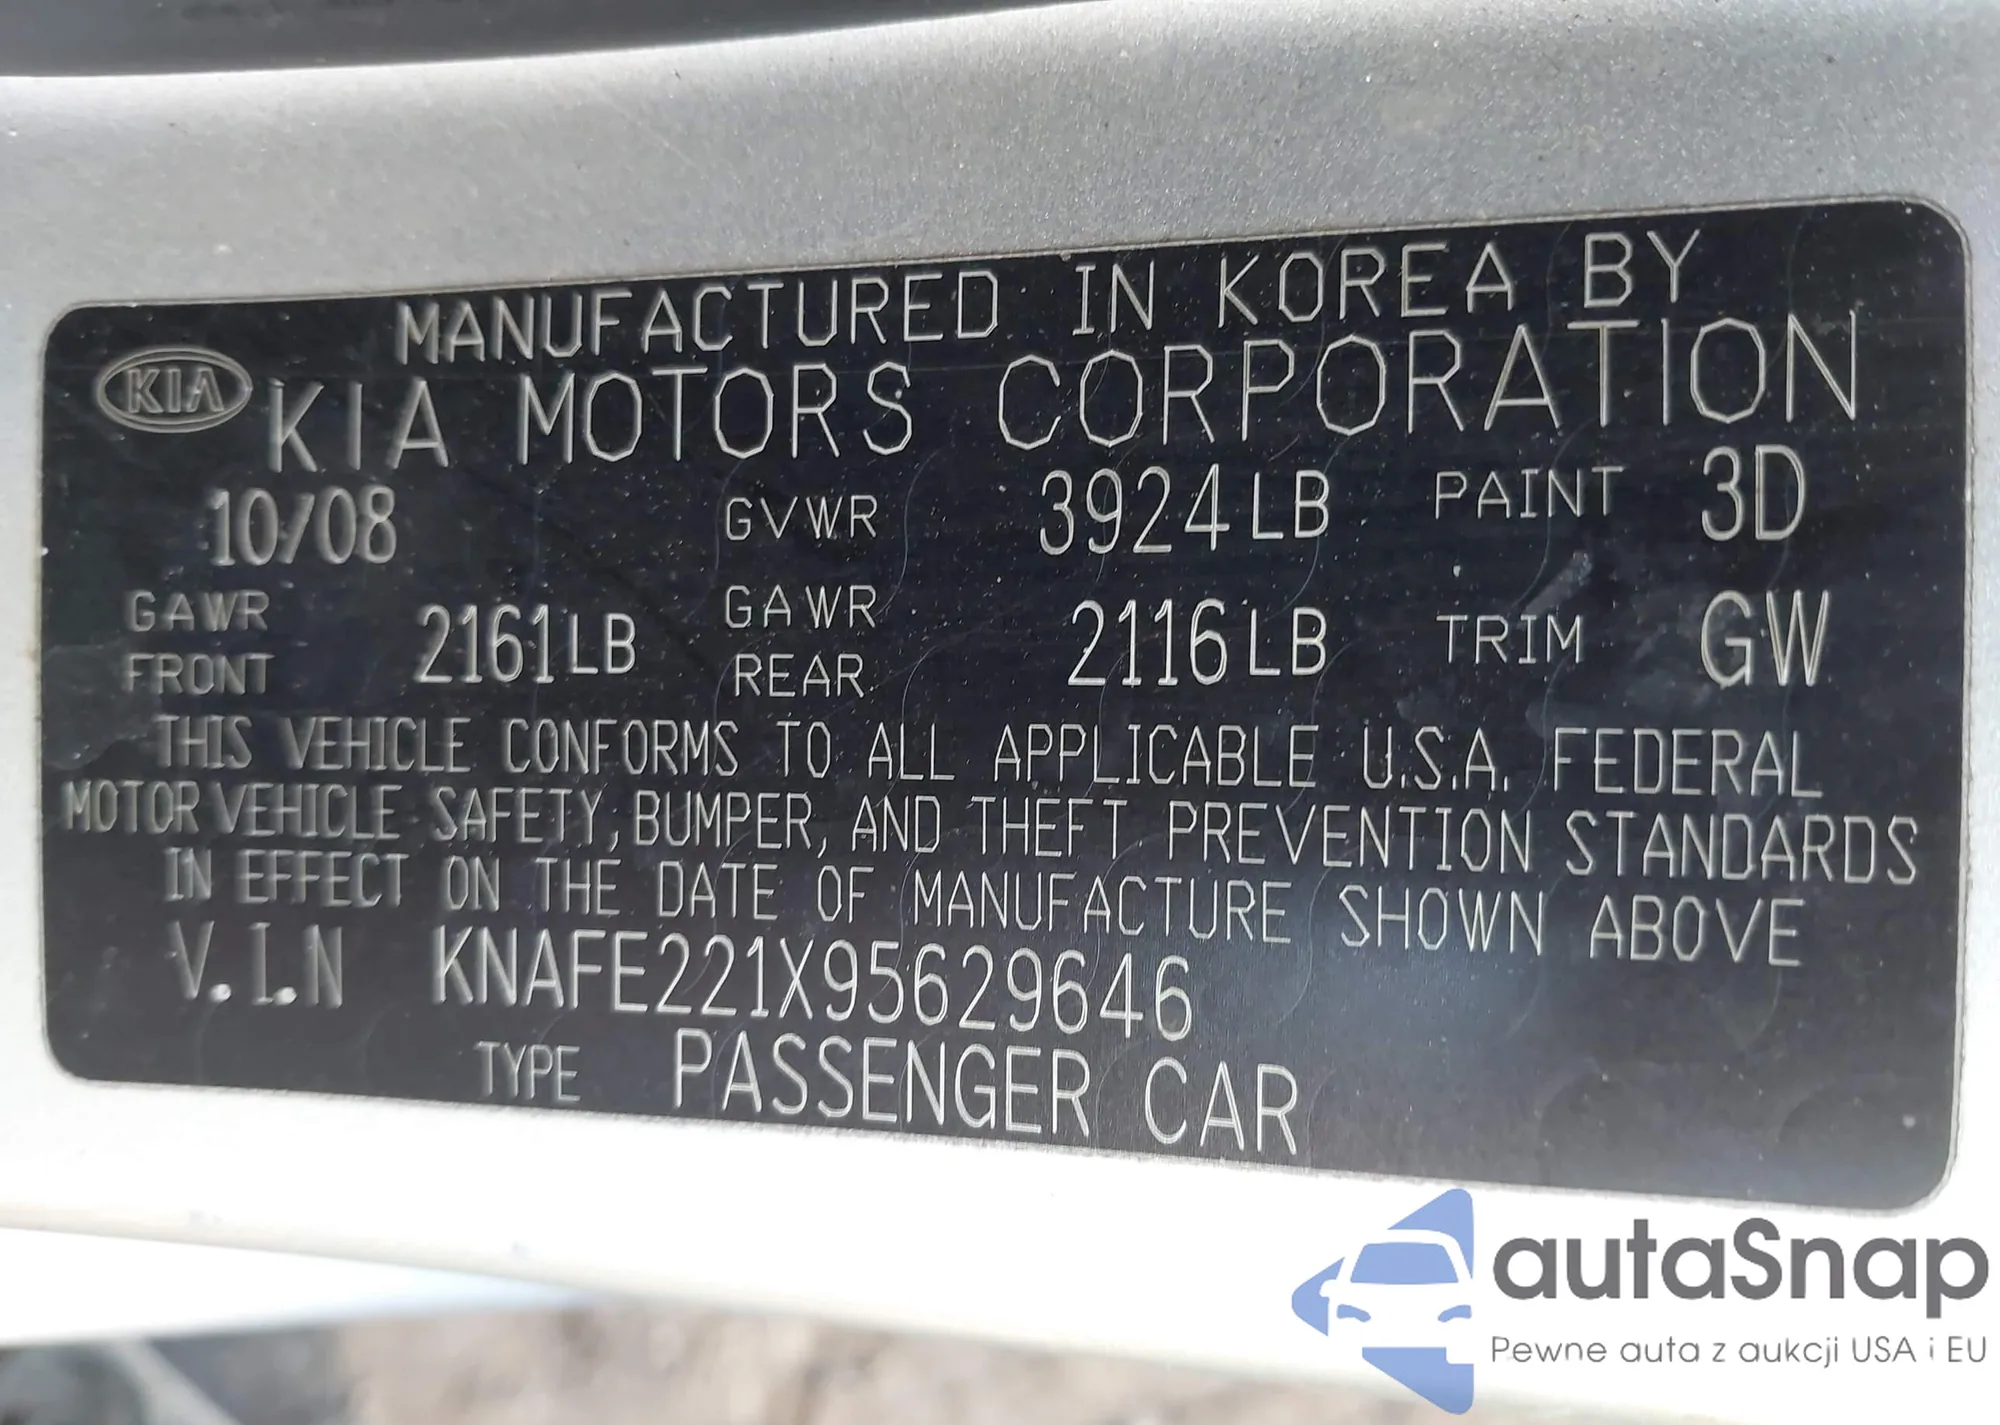 MANUFACTURED IN KOREA BY
KIA KIA MOTORS CORPORATION
10/08 GVWR 3924LB PAINT 3D
GAWR FRONT 2161LB GAWR REAR 2116LB TRIM GW
THIS VEHICLE CONFORMS TO ALL APPLICABLE U.S.A. FEDERAL
MOTOR VEHICLE SAFETY, BUMPER, AND THEFT PREVENTION STANDARDS
IN EFFECT ON THE DATE OF MANUFACTURE SHOWN ABOVE
V.I.N KNAFE221X95629646
TYPE PASSENGER CAR
autaSnap
Pewne auta z aukcji USA i EU